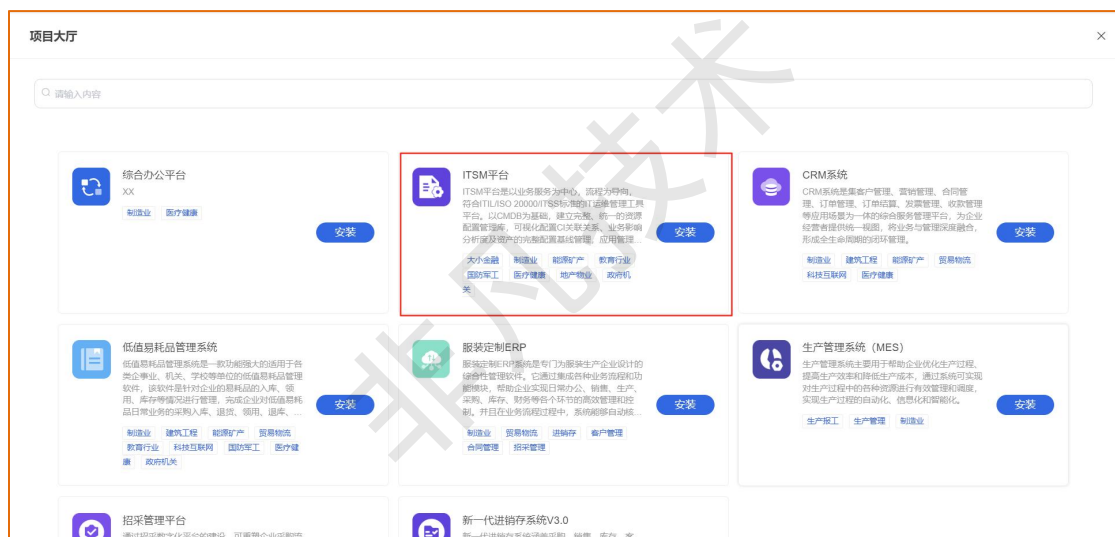 项目大厅
请输入内容
综合办公平台
XX
制造业 医疗健康
安装
ITSM平台
ITSM平台是以业务服务为中心、流程为导向,
符合ITIL/ISO 20000/ITSS标准的IT运维管理工具
平台。以CMDB为基础,建立完整、统一的资源
配置管理库,可视化配置CI关联关系、业务影响
分析度及资产的完整配置基线管理、应用管理...
大小金融 制造业 能源矿产 教育行业
国防军工 医疗健康 地产物业 政府机
关
安装
CRM系统
CRM系统是集客户管理、营销管理、合同管
理、订单管理、订单结算、发票管理、收款管理
等应用场景为一体的综合服务管理平台,为企业
经营者提供统一视图,将业务与管理深度融合,
形成全生命周期的闭环管理。
制造业 建筑工程 能源矿产 贸易物流
科技互联网 医疗健康
安装
低值易耗品管理系统
低值易耗品管理系统是一款功能强大的适用于各
类企事业、机关、学校等单位的低值易耗品管理
软件,该软件是针对企业的易耗品的入库、领
用、库存等情况进行管理,完成企业对低值易耗
品日常业务的采购入库、退货、领用、退库、...
制造业 建筑工程 能源矿产 贸易物流
教育行业 科技互联网 国防军工 医疗健
康 政府机关
安装
服装定制ERP
服装定制ERP系统是专门为服装生产企业设计的
综合性管理软件。它通过集成各种业务流程和功
能模块,帮助企业实现日常办公、销售、生产、
采购、库存、财务等各个环节的高效管理和控
制。并且在业务流程过程中,系统能够自动核...
制造业 贸易物流 进销存 客户管理
合同管理 招采管理
安装
生产管理系统(MES)
生产管理系统主要用于帮助企业优化生产过程,
提高生产效率和降低生产成本,通过系统可实现
对生产过程中的各种资源进行有效管理和调度,
实现生产过程的自动化、信息化和智能化。
生产报工 生产管理 制造业
安装
招采管理平台
新一代进销存系统V3.0
非凡技术